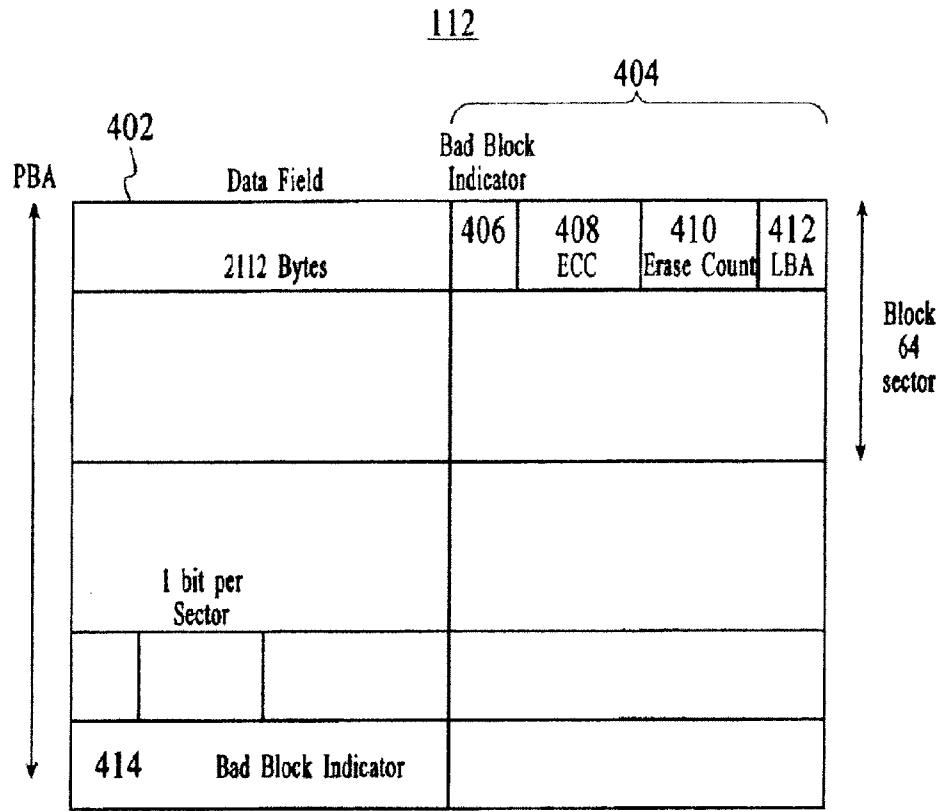 112
404
402
Bad Block
Indicator
PBA
Data Field
406
408
410
412
2112 Bytes
ECC
Erase Count
LBA
Block
64
sector
1 bit per
Sector
414
Bad Block Indicator